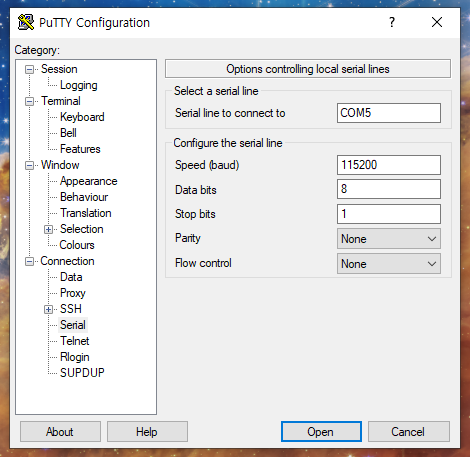 PuTTY Configuration
Category:
Session
Logging
Terminal
Keyboard
Bell
Features
Window
Appearance
Behaviour
Translation
Selection
Colours
Connection
Data
Proxy
SSH
Serial
Telnet
Rlogin
SUPDUP
Options controlling local serial lines
Select a serial line
Serial line to connect to COM5
Configure the serial line
Speed (baud) 115200
Data bits 8
Stop bits 1
Parity None
Flow control None
About Help Open Cancel